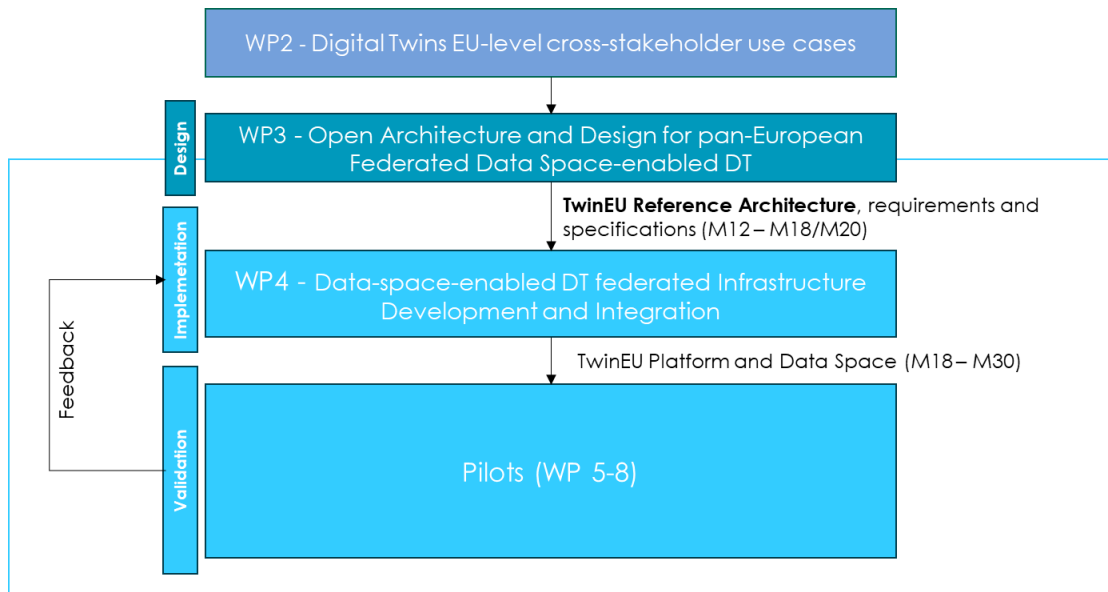 WP2 - Digital Twins EU-level cross-stakeholder use cases
Design
WP3 - Open Architecture and Design for pan-European
Federated Data Space-enabled DT
TwinEU Reference Architecture, requirements and
specifications (M12 – M18/M20)
Implemetation
WP4 - Data-space-enabled DT federated Infrastructure
Development and Integration
TwinEU Platform and Data Space (M18 – M30)
Feedback
Validation
Pilots (WP 5-8)